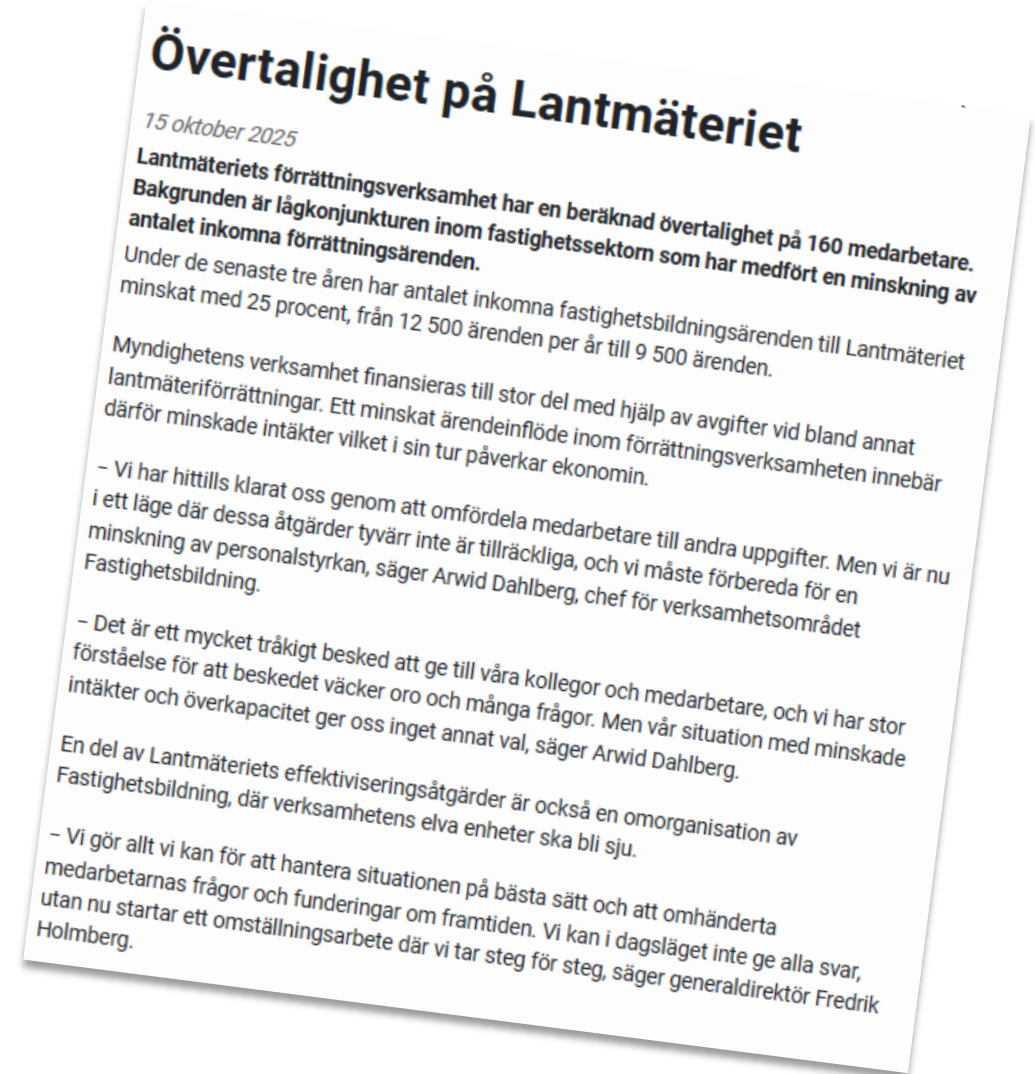 Övertalighet på Lantmäteriet
15 oktober 2025
Lantmäteriets förrättningsverksamhet har en beräknad övertalighet på 160 medarbetare.
Bakgrunden är lågkonjunkturen inom fastighetssektorn som har medfört en minskning av
antalet inkomna förrättningsärenden.
Under de senaste tre åren har antalet inkomna fastighetsbildningsärenden till Lantmäteriet
minskat med 25 procent, från 12 500 ärenden per år till 9 500 ärenden.
Myndighetens verksamhet finansieras till stor del med hjälp av avgifter vid bland annat
lantmäteriförrättningar. Ett minskat ärendeinflöde inom förrättningsverksamheten innebär
därför minskade intäkter vilket i sin tur påverkar ekonomin.
– Vi har hittills klarat oss genom att omfördela medarbetare till andra uppgifter. Men vi är nu
i ett läge där dessa åtgärder tyvärr inte är tillräckliga, och vi måste förbereda för en
minskning av personalstyrkan, säger Arwid Dahlberg, chef för verksamhetsområdet
Fastighetsbildning.
– Det är ett mycket tråkigt besked att ge till våra kollegor och medarbetare, och vi har stor
förståelse för att beskedet väcker oro och många frågor. Men vår situation med minskade
intäkter och överkapacitet ger oss inget annat val, säger Arwid Dahlberg.
En del av Lantmäteriets effektiviseringsåtgärder är också en omorganisation av
Fastighetsbildning, där verksamhetens elva enheter ska bli sju.
– Vi gör allt vi kan för att hantera situationen på bästa sätt och att omhänderta
medarbetarnas frågor och funderingar om framtiden. Vi kan i dagsläget inte ge alla svar,
utan nu startar ett omställningsarbete där vi tar steg för steg, säger generaldirektör Fredrik
Holmberg.